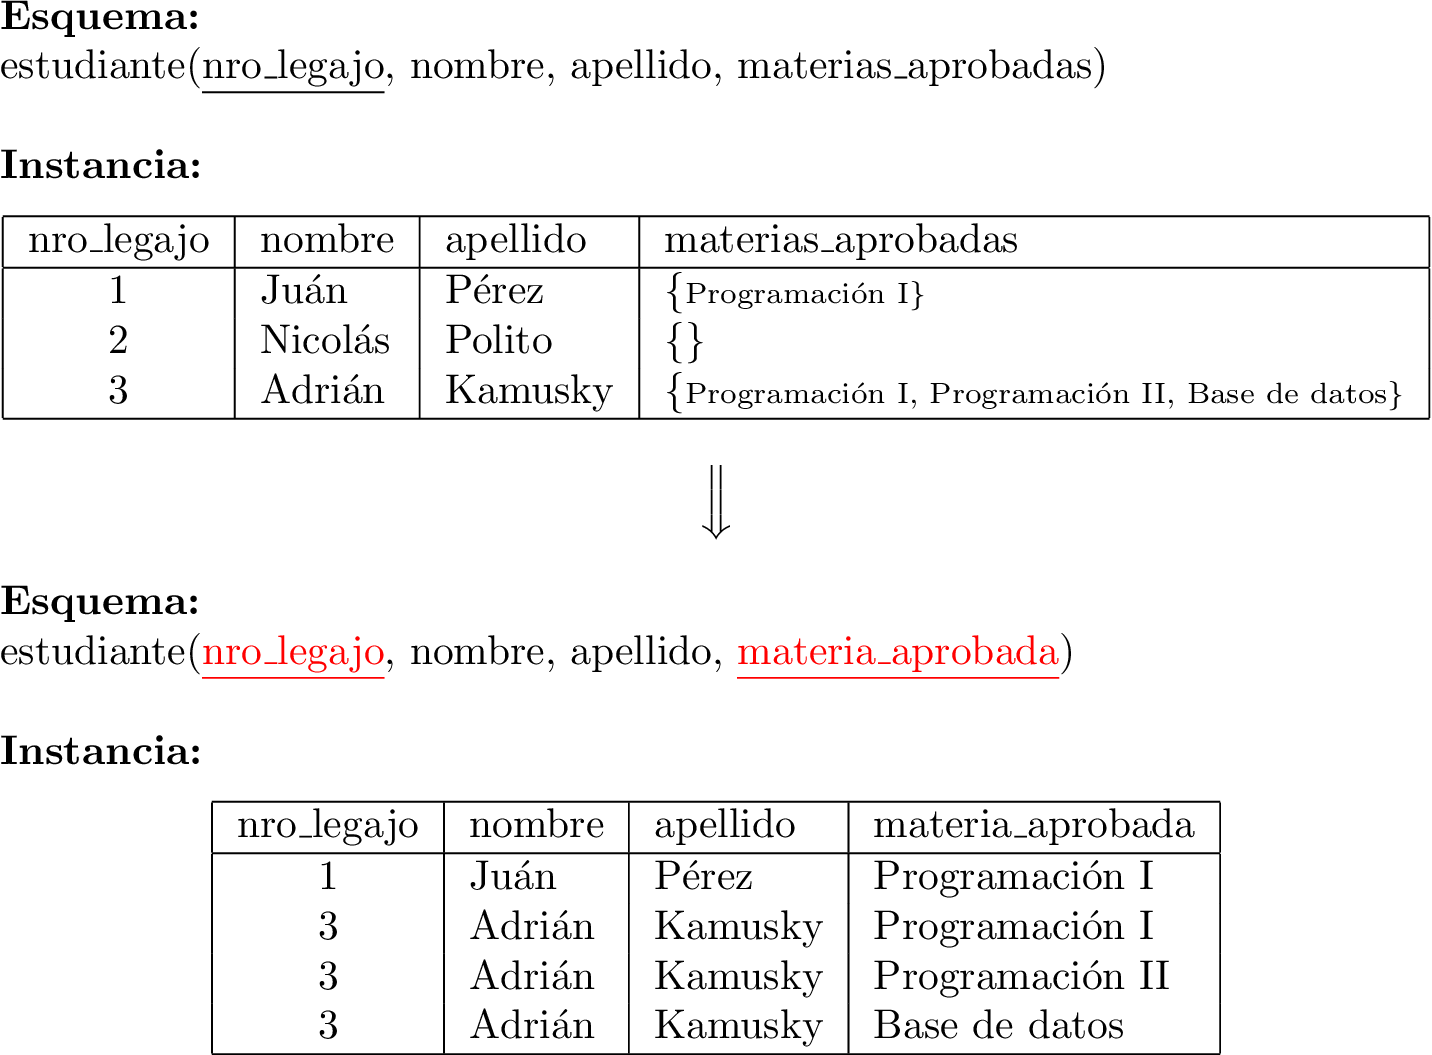 Esquema:
estudiante(nro_legajo, nombre, apellido, materias_aprobadas)
Instancia:
nro_legajo nombre apellido materias_aprobadas
1 Juán Pérez {Programación I}
2 Nicolás Polito {}
3 Adrián Kamusky {Programación I, Programación II, Base de datos}
⇓
Esquema:
estudiante(nro_legajo, nombre, apellido, materia_aprobada)
Instancia:
nro_legajo nombre apellido materia_aprobada
1 Juán Pérez Programación I
3 Adrián Kamusky Programación I
3 Adrián Kamusky Programación II
3 Adrián Kamusky Base de datos